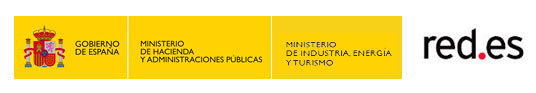 GOBIERNO
DE ESPAÑA
MINISTERIO
DE HACIENDA
Y ADMINISTRACIONES PÚBLICAS
MINISTERIO
DE INDUSTRIA, ENERGÍA
Y TURISMO
red.es